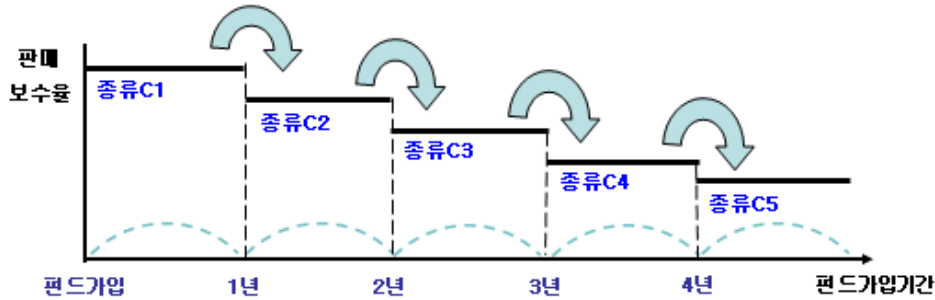 판매
보수율
종류C1
종류C2
종류C3
종류C4
종류C5
펀드가입
1년
2년
3년
4년
펀드가입기간